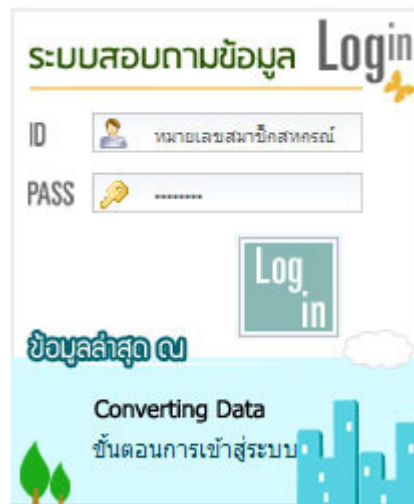 ระบบสอบถามข้อมูล Login
ID หมายเลขสมาชิกสหกรณ์
PASS ........
Log in
ข้อมูลล่าสุด ณ
Converting Data
ขั้นตอนการเข้าสู่ระบบ